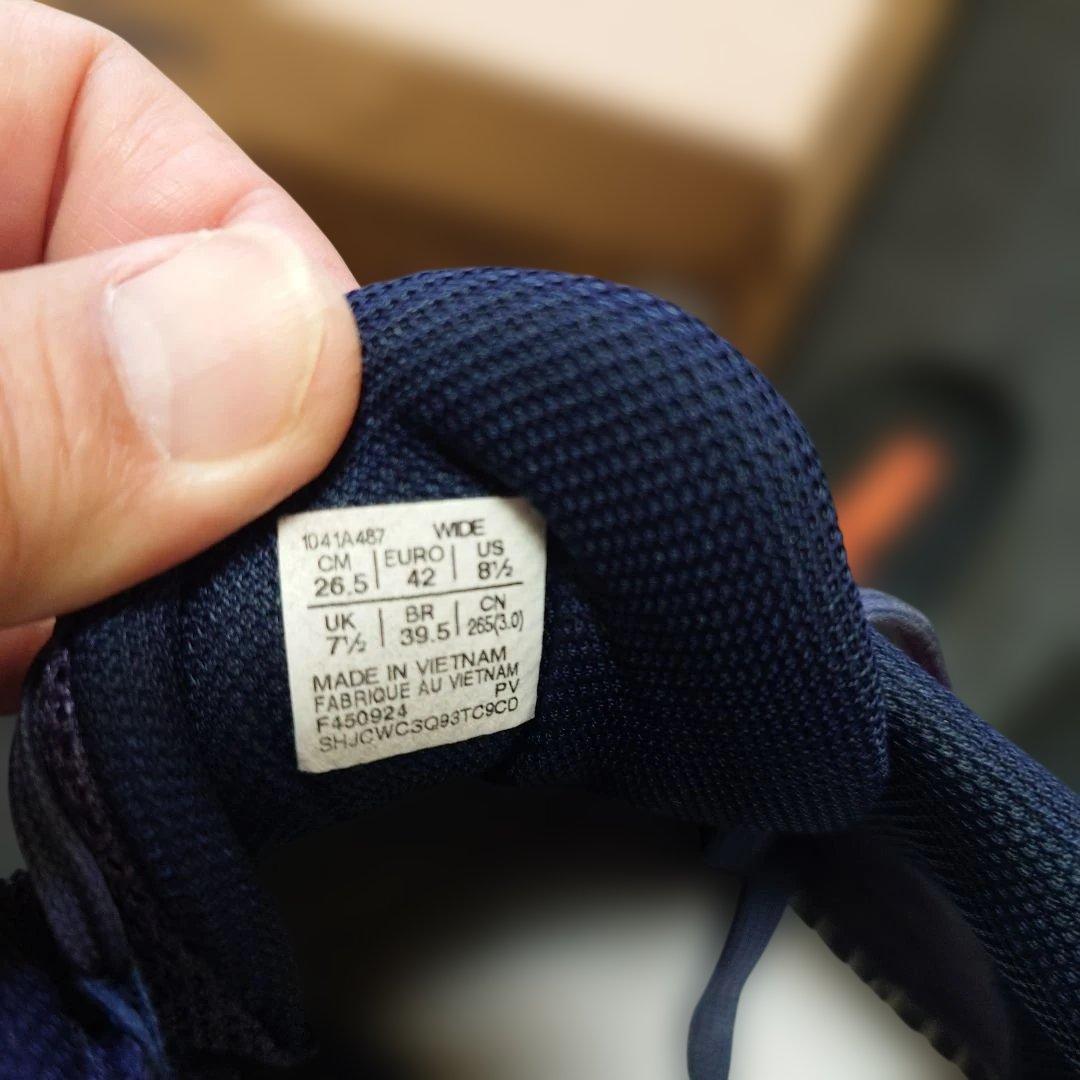 1041A487 WIDE
CM EURO US
26.5 42 8½
UK BR CN
7½ 39.5 265(3.0)
MADE IN VIETNAM
FABRIQUE AU VIETNAM
F450924 PV
SHJCWCSQ93TC9CD